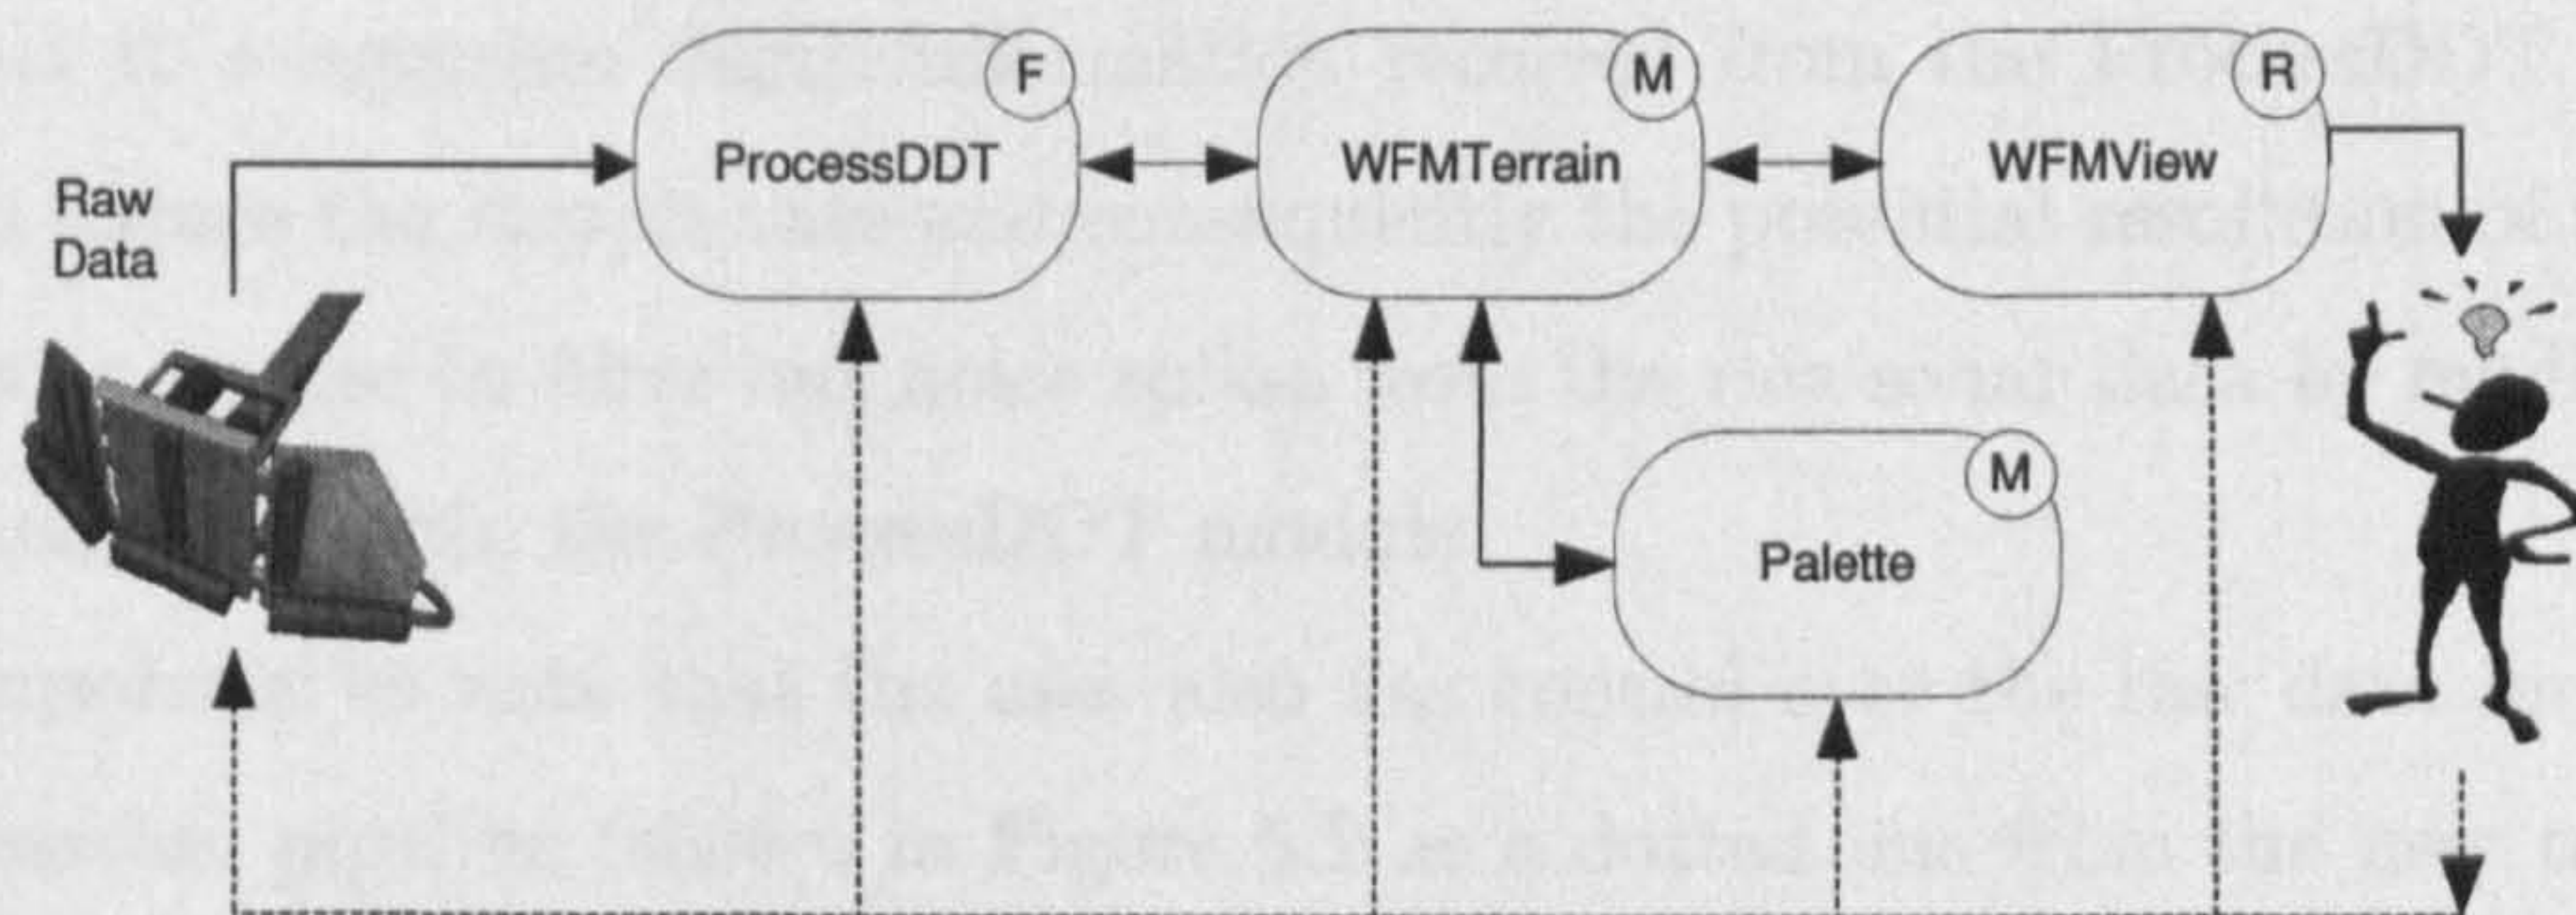 F
M
R
ProcessDDT
WFMTerrain
WFMView
Raw
Data
M
Palette